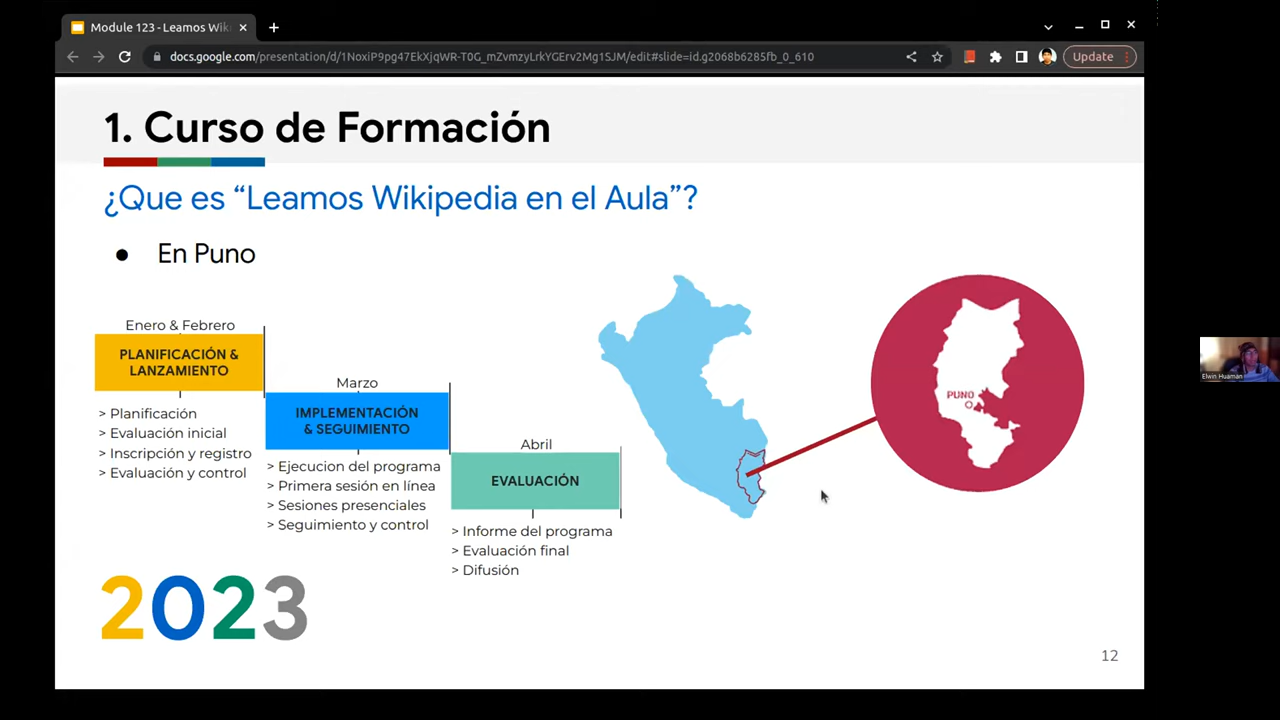 Module 123 - Leamos Wiki
docs.google.com/presentation/d/1NoxiP9pg47EkXjqWR-T0G_mZvmzyLrkYGErv2Mg1SJM/edit#slide=id.g2068b6285fb_0_610
Update
1. Curso de Formación
¿Que es “Leamos Wikipedia en el Aula”?
● En Puno
Enero & Febrero
PLANIFICACIÓN &
LANZAMIENTO
> Planificación
> Evaluación inicial
> Inscripción y registro
> Evaluación y control
Marzo
IMPLEMENTACIÓN
& SEGUIMIENTO
> Ejecucion del programa
> Primera sesión en línea
> Sesiones presenciales
> Seguimiento y control
Abril
EVALUACIÓN
> Informe del programa
> Evaluación final
> Difusión
PUNO
2023
12
Elwin Huaman